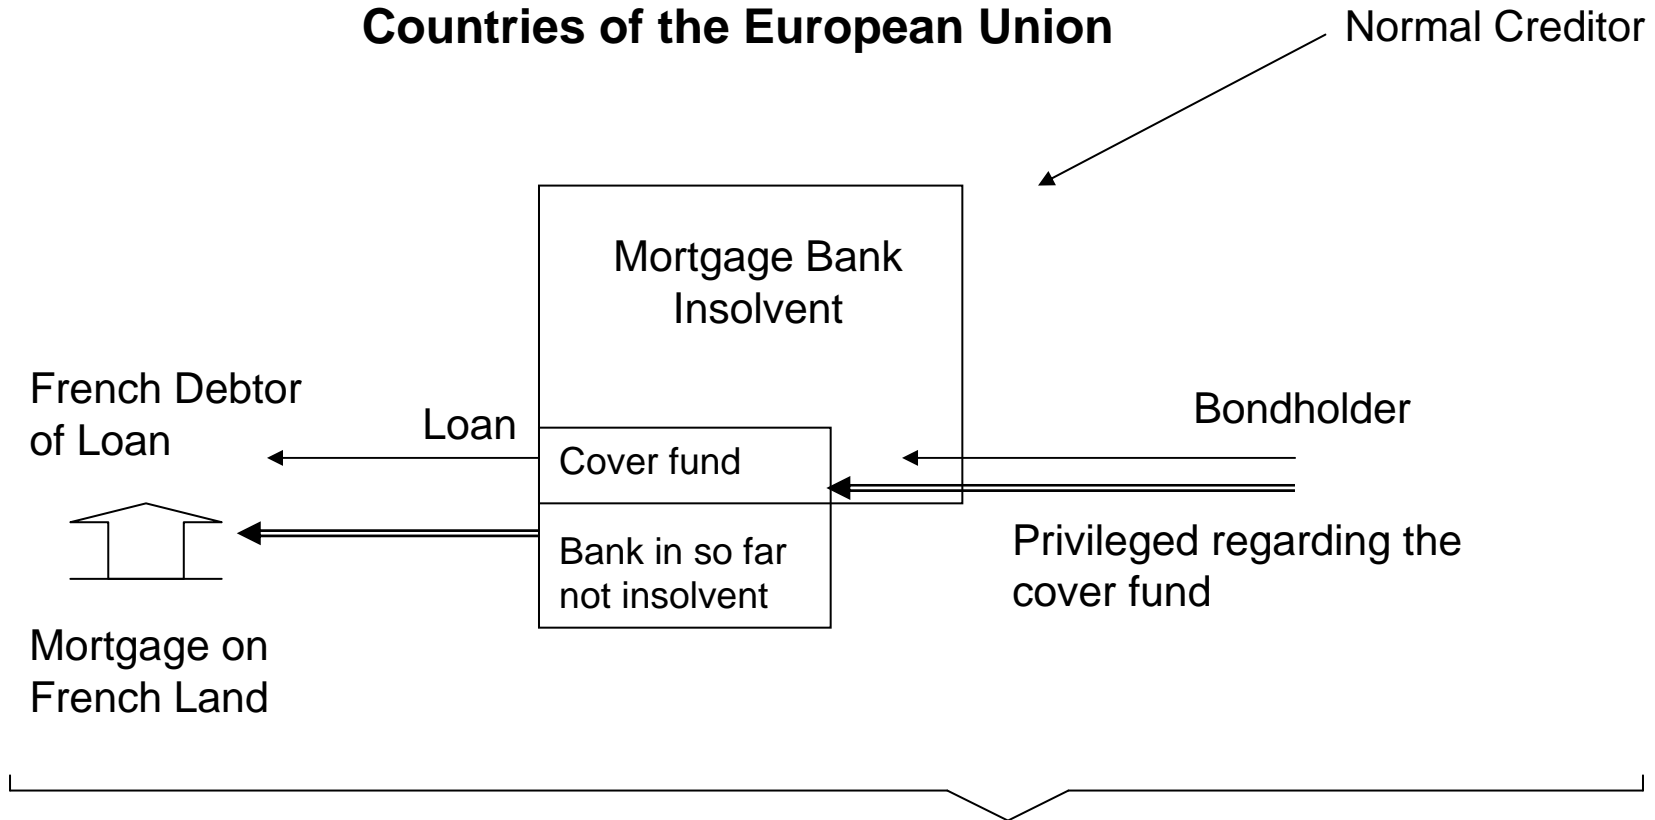 Countries of the European Union
Normal Creditor
Mortgage Bank
Insolvent
French Debtor
of Loan
Loan
Bondholder
Cover fund
Bank in so far
not insolvent
Privileged regarding the
cover fund
Mortgage on
French Land